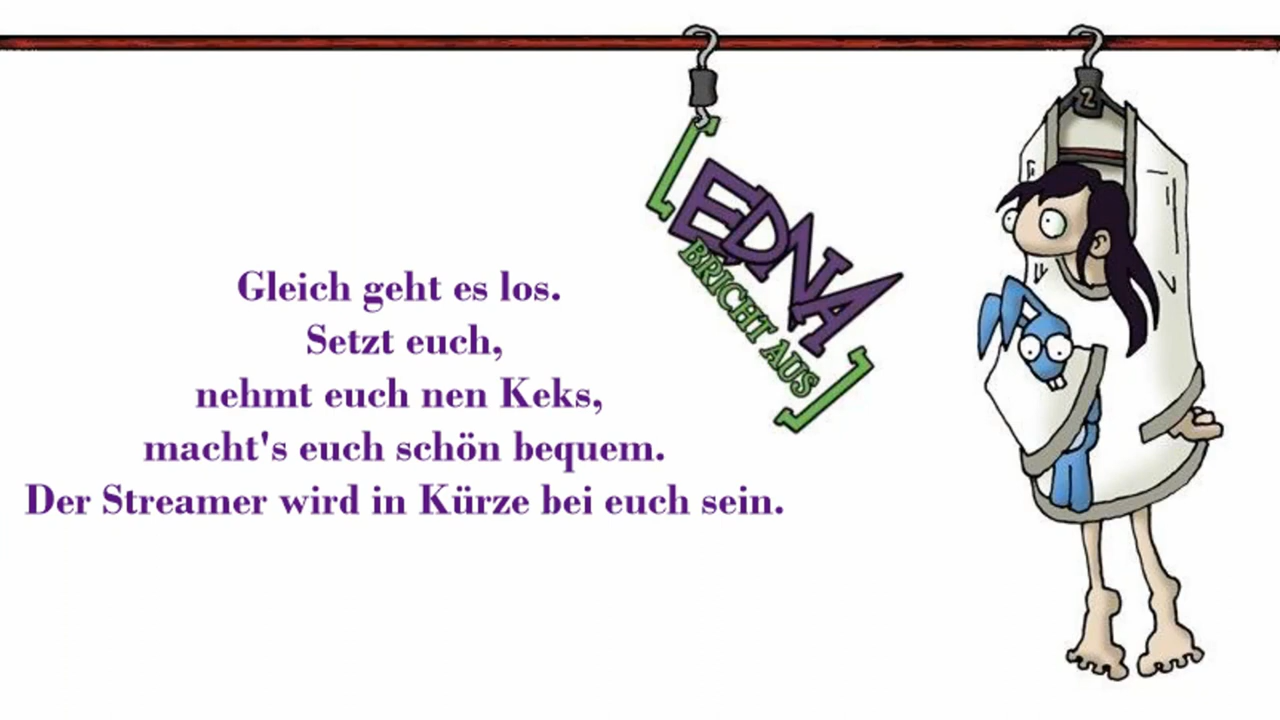 2
[EDNA
BRICHT AUS]
Gleich geht es los.
Setzt euch,
nehmt euch nen Keks,
macht's euch schön bequem.
Der Streamer wird in Kürze bei euch sein.